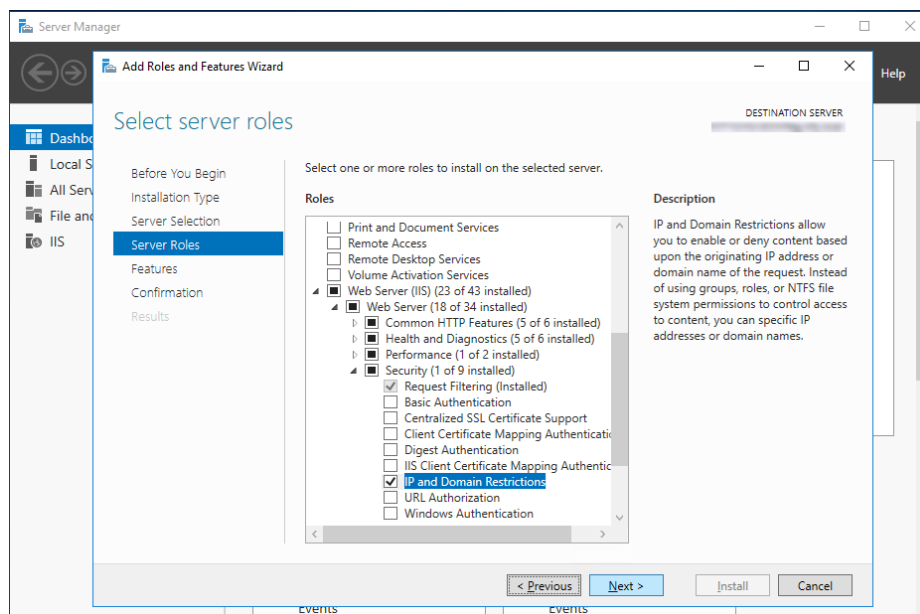 Server Manager
Add Roles and Features Wizard
Help
Select server roles
DESTINATION SERVER
Dashbo
Local S
All Serv
File and
IIS
Before You Begin
Installation Type
Server Selection
Server Roles
Features
Confirmation
Results
Select one or more roles to install on the selected server.
Roles
Print and Document Services
Remote Access
Remote Desktop Services
Volume Activation Services
Web Server (IIS) (23 of 43 installed)
Web Server (18 of 34 installed)
Common HTTP Features (5 of 6 installed)
Health and Diagnostics (5 of 6 installed)
Performance (1 of 2 installed)
Security (1 of 9 installed)
Request Filtering (Installed)
Basic Authentication
Centralized SSL Certificate Support
Client Certificate Mapping Authenticatic
Digest Authentication
IIS Client Certificate Mapping Authentic
IP and Domain Restrictions
URL Authorization
Windows Authentication
Description
IP and Domain Restrictions allow
you to enable or deny content based
upon the originating IP address or
domain name of the request. Instead
of using groups, roles, or NTFS file
system permissions to control access
to content, you can specific IP
addresses or domain names.
< Previous
Next >
Install
Cancel
Events
Events